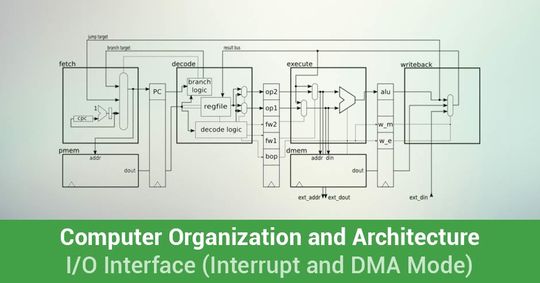 jump target
branch target
result bus
fetch
decode
execute
writeback
branch
logic
PC
op2
alu
regfile
1
op1
cpc
fw2
w_m
decode logic
pmem
fw1
dmem
w_e
addr
bop
addr din
dout
dout
ext_addr ext_dout
ext_din
Computer Organization and Architecture
I/O Interface (Interrupt and DMA Mode)